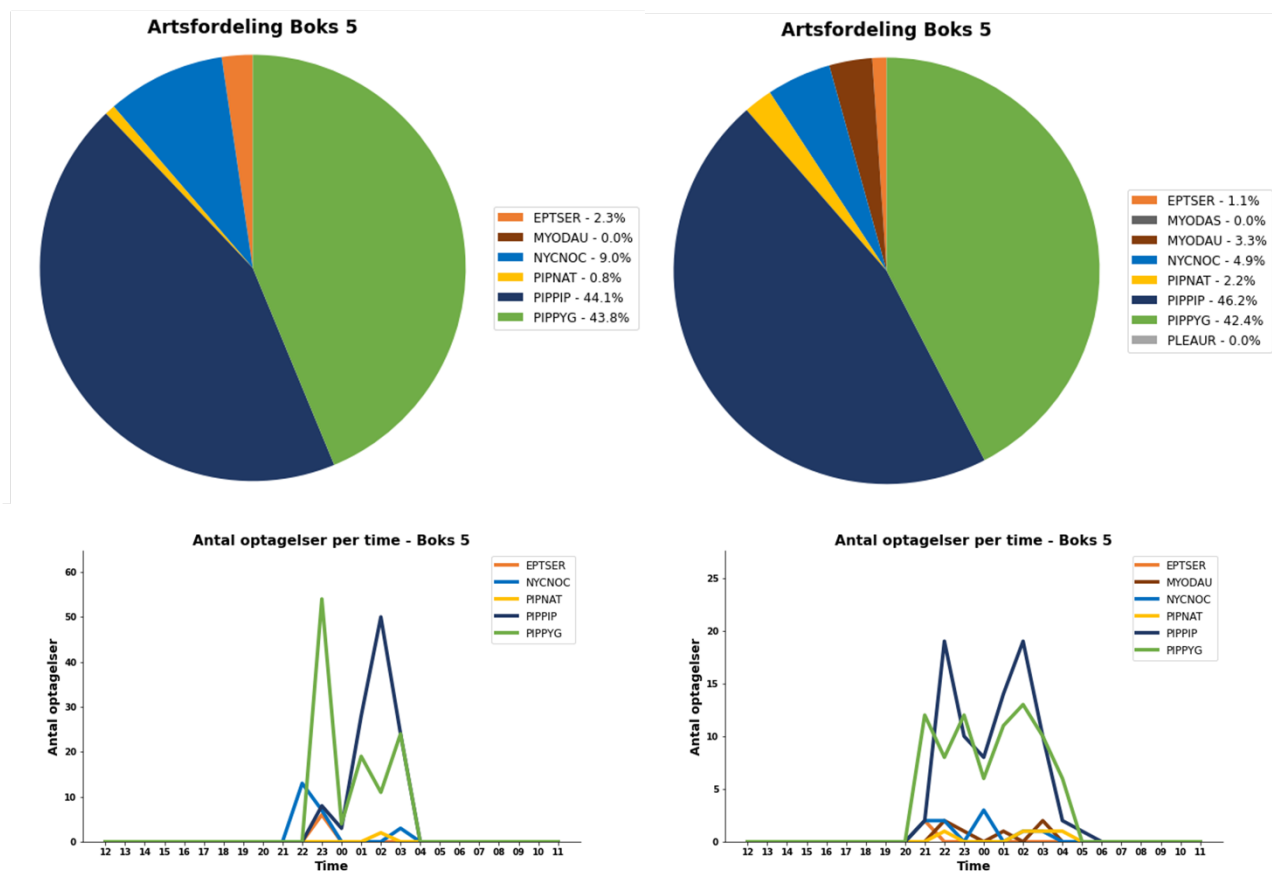 Artsfordeling Boks 5
EPTSER - 2.3%
MYODAU - 0.0%
NYCNOC - 9.0%
PIPNAT - 0.8%
PIPPIP - 44.1%
PIPPYG - 43.8%
Artsfordeling Boks 5
EPTSER - 1.1%
MYODAS - 0.0%
MYODAU - 3.3%
NYCNOC - 4.9%
PIPNAT - 2.2%
PIPPIP - 46.2%
PIPPYG - 42.4%
PLEAUR - 0.0%
Antal optagelser per time - Boks 5
EPTSER
NYCNOC
PIPNAT
PIPPIP
PIPPYG
Antal optagelser
60
50
40
30
20
10
0
12 13 14 15 16 17 18 19 20 21 22 23 00 01 02 03 04 05 06 07 08 09 10 11
Time
Antal optagelser per time - Boks 5
EPTSER
MYODAU
NYCNOC
PIPNAT
PIPPIP
PIPPYG
Antal optagelser
25
20
15
10
5
0
12 13 14 15 16 17 18 19 20 21 22 23 00 01 02 03 04 05 06 07 08 09 10 11
Time